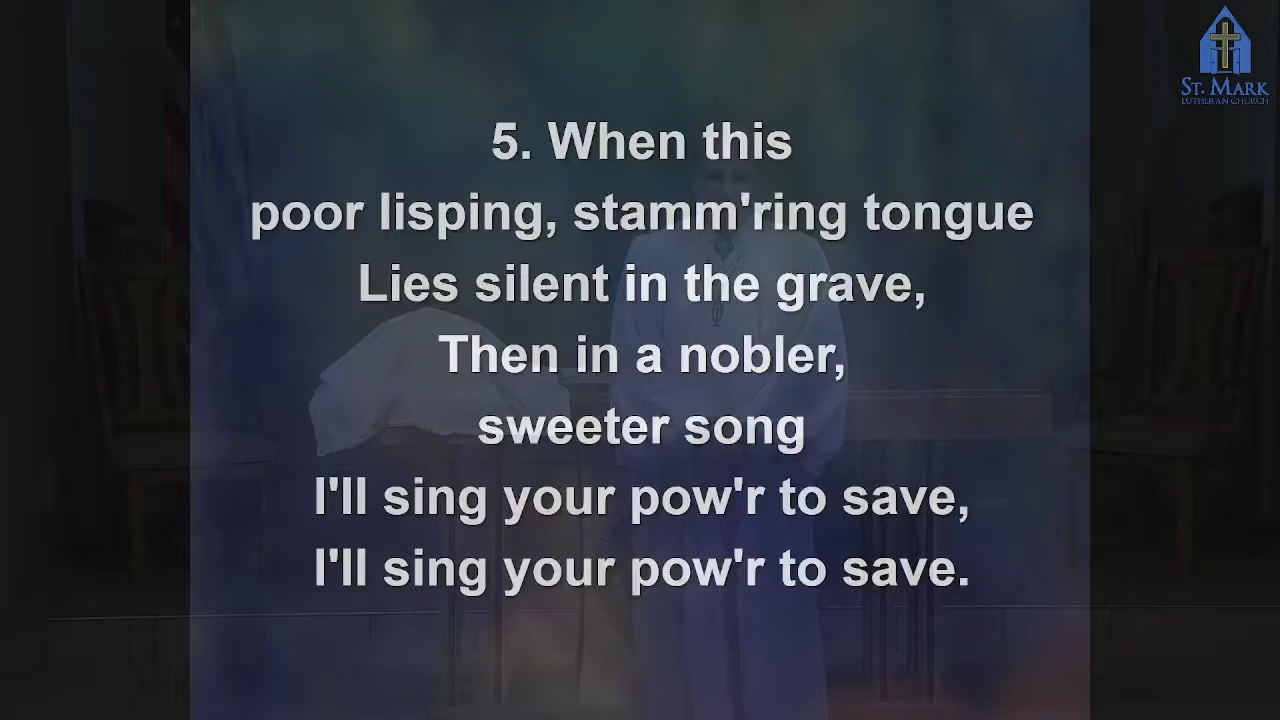 5. When this
poor lisping, stamm'ring tongue
Lies silent in the grave,
Then in a nobler,
sweeter song
I'll sing your pow'r to save,
I'll sing your pow'r to save.
St. Mark
Lutheran Church